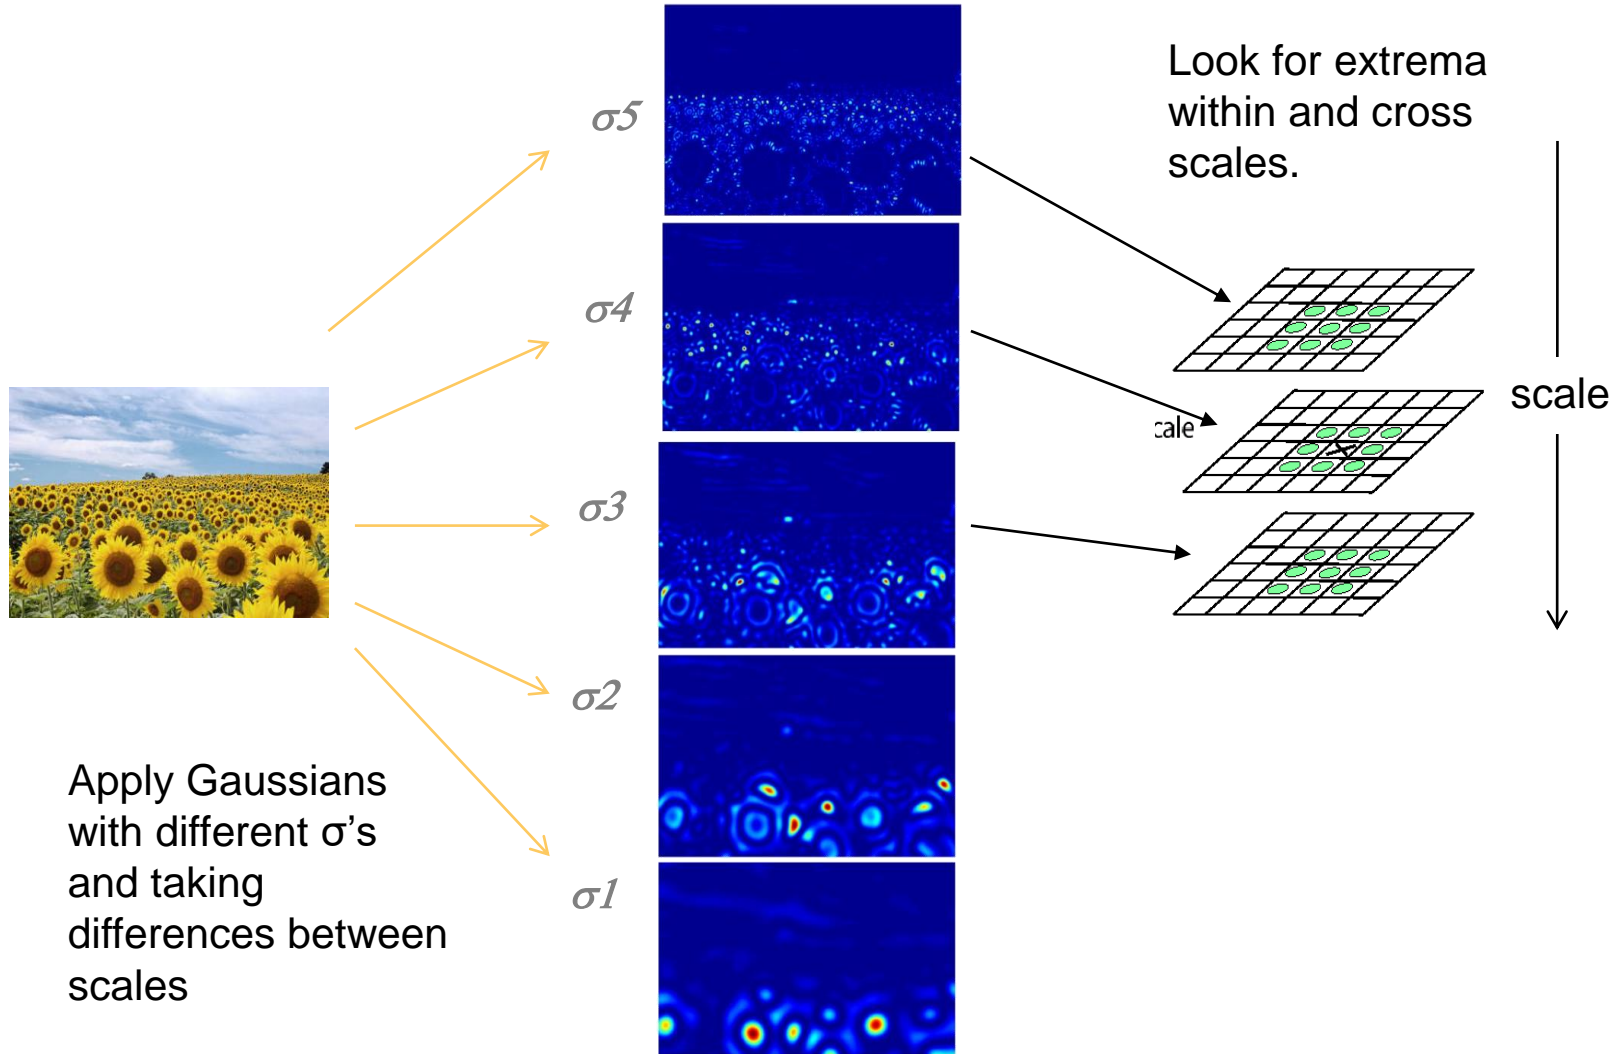 Look for extrema
within and cross
scales.
σ5
σ4
scale
cale
σ3
σ2
Apply Gaussians
with different σ's
and taking
differences between
scales
σ1